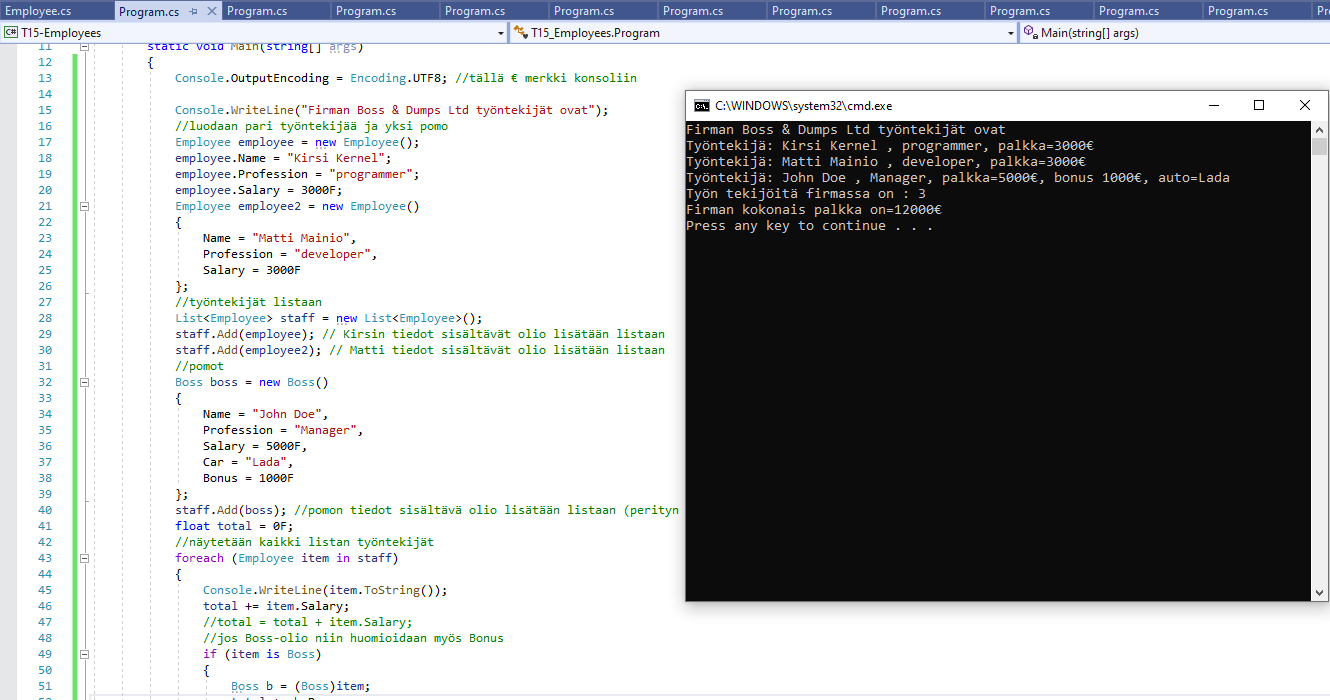 Employee.cs Program.cs Program.cs Program.cs Program.cs Program.cs Program.cs Program.cs Program.cs Program.cs Program.cs Program.cs
C# T15-Employees T15_Employees.Program Main(string[] args)
11 static void Main(string[] args)
12 {
13 Console.OutputEncoding = Encoding.UTF8; //tällä € merkki konsoliin
14
15 Console.WriteLine("Firman Boss & Dumps Ltd työntekijät ovat");
16 //luodaan pari työntekijää ja yksi pomo
17 Employee employee = new Employee();
18 employee.Name = "Kirsi Kernel";
19 employee.Profession = "programmer";
20 employee.Salary = 3000F;
21 Employee employee2 = new Employee()
22 {
23 Name = "Matti Mainio",
24 Profession = "developer",
25 Salary = 3000F
26 };
27 //työntekijät listaan
28 List<Employee> staff = new List<Employee>();
29 staff.Add(employee); // Kirsin tiedot sisältävät olio lisätään listaan
30 staff.Add(employee2); // Matti tiedot sisältävät olio lisätään listaan
31 //pomot
32 Boss boss = new Boss()
33 {
34 Name = "John Doe",
35 Profession = "Manager",
36 Salary = 5000F,
37 Car = "Lada",
38 Bonus = 1000F
39 };
40 staff.Add(boss); //pomon tiedot sisältävä olio lisätään listaan (perityn
41 float total = 0F;
42 //näytetään kaikki listan työntekijät
43 foreach (Employee item in staff)
44 {
45 Console.WriteLine(item.ToString());
46 total += item.Salary;
47 //total = total + item.Salary;
48 //jos Boss-olio niin huomioidaan myös Bonus
49 if (item is Boss)
50 {
51 Boss b = (Boss)item;
C:\WINDOWS\system32\cmd.exe
Firman Boss & Dumps Ltd työntekijät ovat
Työntekijä: Kirsi Kernel , programmer, palkka=3000€
Työntekijä: Matti Mainio , developer, palkka=3000€
Työntekijä: John Doe , Manager, palkka=5000€, bonus 1000€, auto=Lada
Työn tekijöitä firmassa on : 3
Firman kokonais palkka on=12000€
Press any key to continue . . .